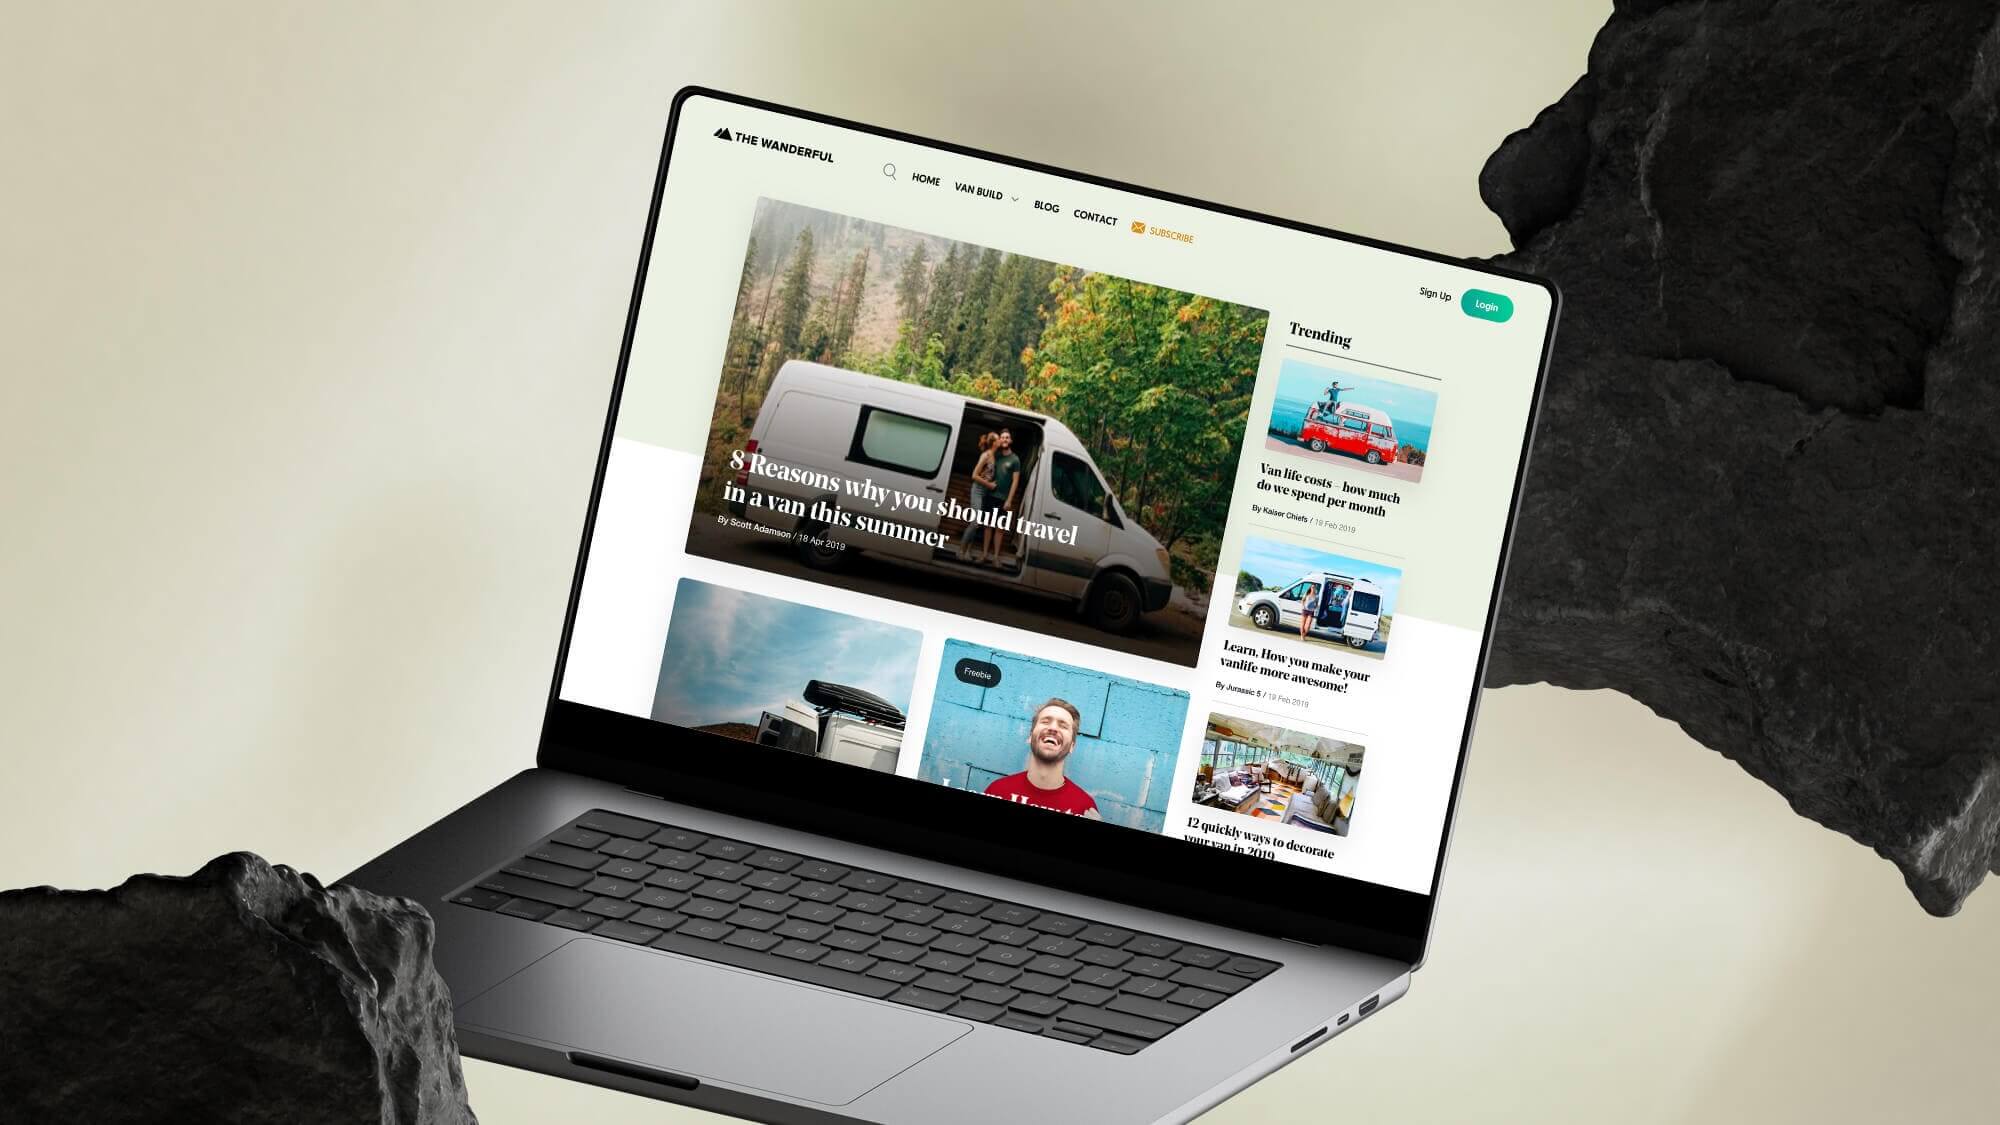 THE WANDERFUL
HOME
VAN BUILD
BLOG
CONTACT
SUBSCRIBE
Sign Up
Login
8 Reasons why you should travel
in a van this summer
By Scott Adamson / 18 Apr 2019
Trending
Van life costs – how much
do we spend per month
By Kaiser Chiefs / 19 Feb 2019
Learn, How you make your
vanlife more awesome!
By Jurassic 5 / 19 Feb 2019
12 quickly ways to decorate
your van in 2019
Freebie
Learn How to